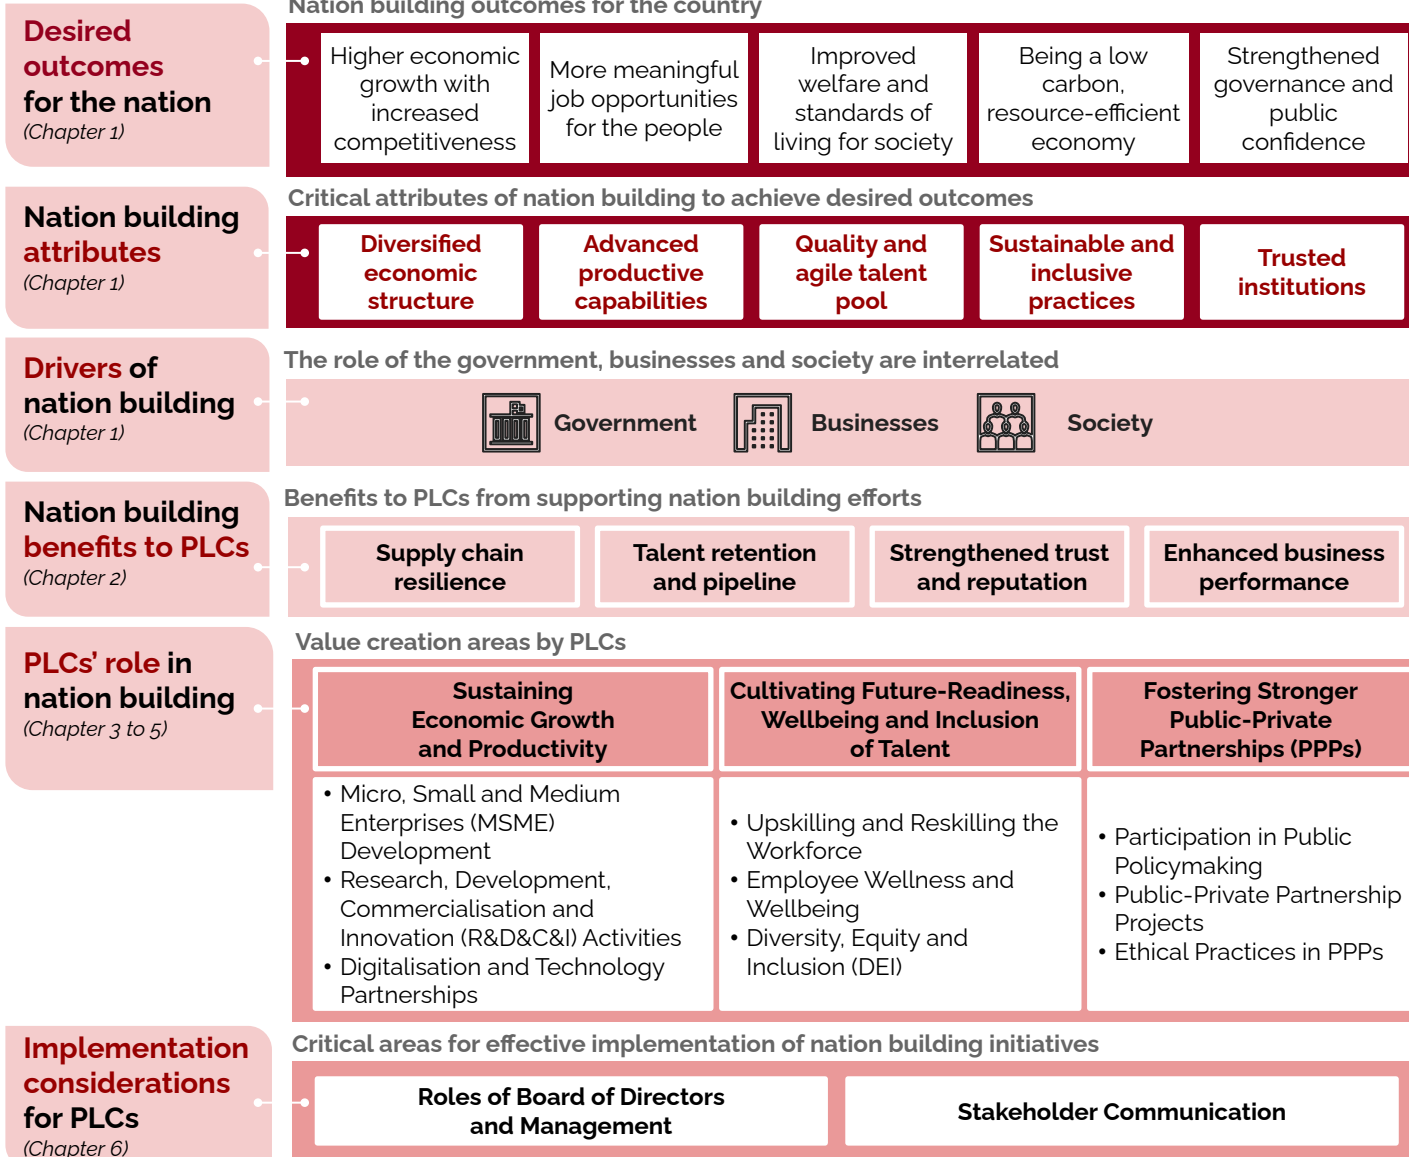 Nation building outcomes for the country
Desired
outcomes
for the nation
(Chapter 1)
Higher economic
growth with
increased
competitiveness
More meaningful
job opportunities
for the people
Improved
welfare and
standards of
living for society
Being a low
carbon,
resource-efficient
economy
Strengthened
governance and
public
confidence
Critical attributes of nation building to achieve desired outcomes
Nation building
attributes
(Chapter 1)
Diversified
economic
structure
Advanced
productive
capabilities
Quality and
agile talent
pool
Sustainable and
inclusive
practices
Trusted
institutions
The role of the government, businesses and society are interrelated
Drivers of
nation building
(Chapter 1)
Government
Businesses
Society
Benefits to PLCs from supporting nation building efforts
Nation building
benefits to PLCs
(Chapter 2)
Supply chain
resilience
Talent retention
and pipeline
Strengthened trust
and reputation
Enhanced business
performance
Value creation areas by PLCs
PLCs' role in
nation building
(Chapter 3 to 5)
Sustaining
Economic Growth
and Productivity
• Micro, Small and Medium
Enterprises (MSME)
Development
• Research, Development,
Commercialisation and
Innovation (R&D&C&I) Activities
• Digitalisation and Technology
Partnerships
Cultivating Future-Readiness,
Wellbeing and Inclusion
of Talent
• Upskilling and Reskilling the
Workforce
• Employee Wellness and
Wellbeing
• Diversity, Equity and
Inclusion (DEI)
Fostering Stronger
Public-Private
Partnerships (PPPs)
• Participation in Public
Policymaking
• Public-Private Partnership
Projects
• Ethical Practices in PPPs
Critical areas for effective implementation of nation building initiatives
Implementation
considerations
for PLCs
(Chapter 6)
Roles of Board of Directors
and Management
Stakeholder Communication